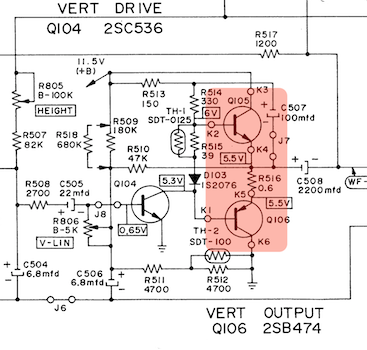 VERT DRIVE
Q104 2SC536
R517
1200
11.5V
(+B)
R513
150
R514
330
K3
R805
B-100K
HEIGHT
TH-1
SDT-0125
6V
Q105
C507
100mfd
R509
180K
K2
R507
82K
R518
680K
R515
39
K4
J7
R510
47K
5.5V
D103
1S2076
R516
0.6
C508
2200mfd
R508
2700
C505
22mfd
Q104
5.3V
K5
5.5V
WF-
J8
K1
R806
B-5K
0,65V
TH-2
SDT-100
Q106
V-LIN
K6
C504
6,8mfd
C506
6,8mfd
R511
4700
R512
4700
J6
VERT OUTPUT
Q106 2SB474